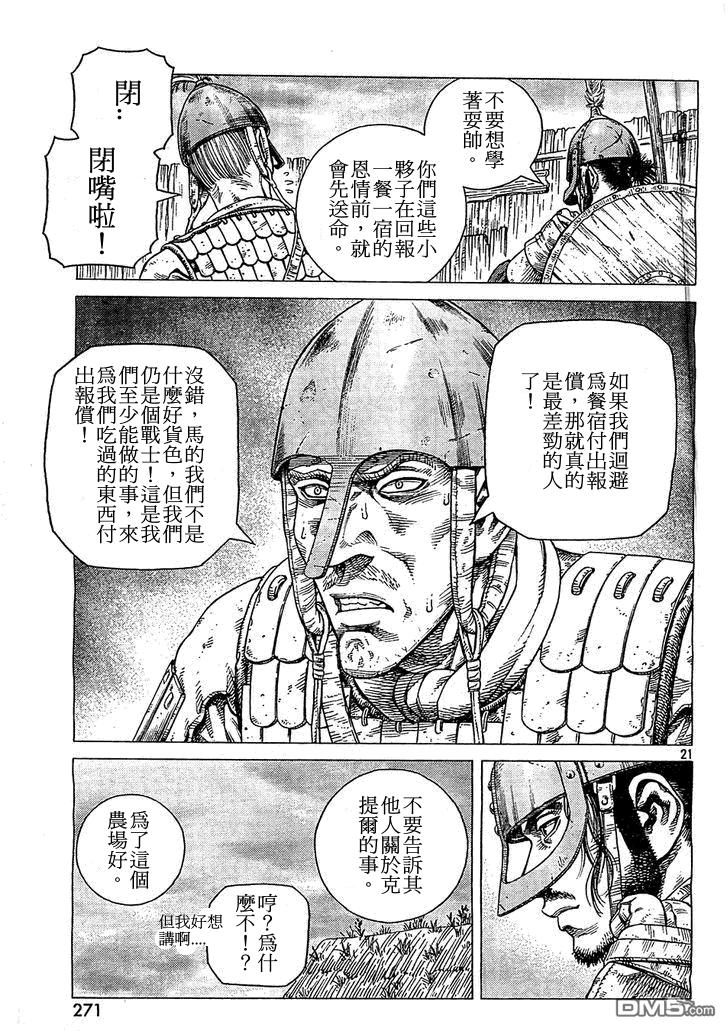 不要想學
著耍帥。
你們這些小
夥子在回報
一餐一宿的
恩情前，就
會先送命。
閉…
閉嘴啦！
如果我們迴避
為餐宿付出報
償，那就真的
是最差勁的人
了！
沒錯，馬的我們不是
什麼好貨色，但我們
仍是個戰士！這是我
們至少能做的事，來
為我們吃過的東西付
出報償！
21
不要告訴其
他人關於克
提爾的事。
哼？為什
麼不！？
但我好想
講啊....
為了這個
農場好。
271
DM5.com